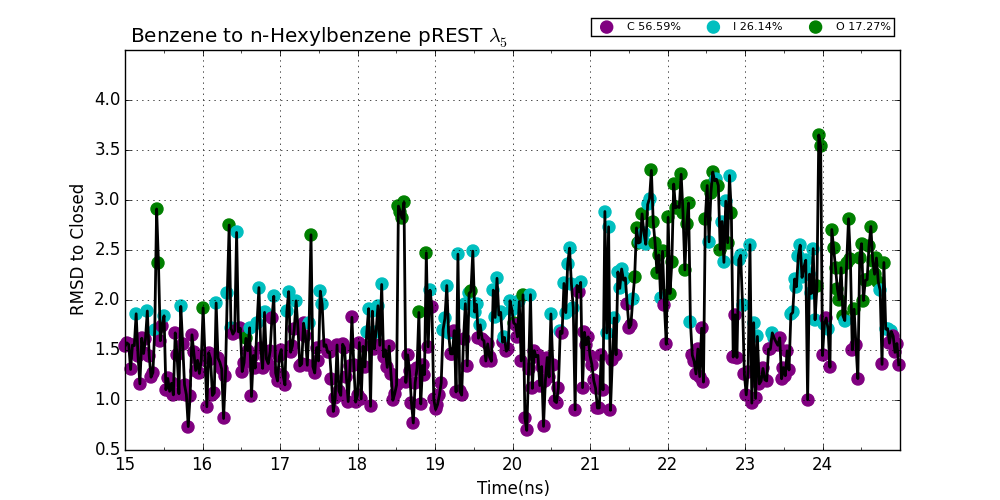 Benzene to n-Hexylbenzene pREST λ5
C 56.59% I 26.14% O 17.27%
RMSD to Closed
4.0
3.5
3.0
2.5
2.0
1.5
1.0
0.5
15 16 17 18 19 20 21 22 23 24
Time(ns)